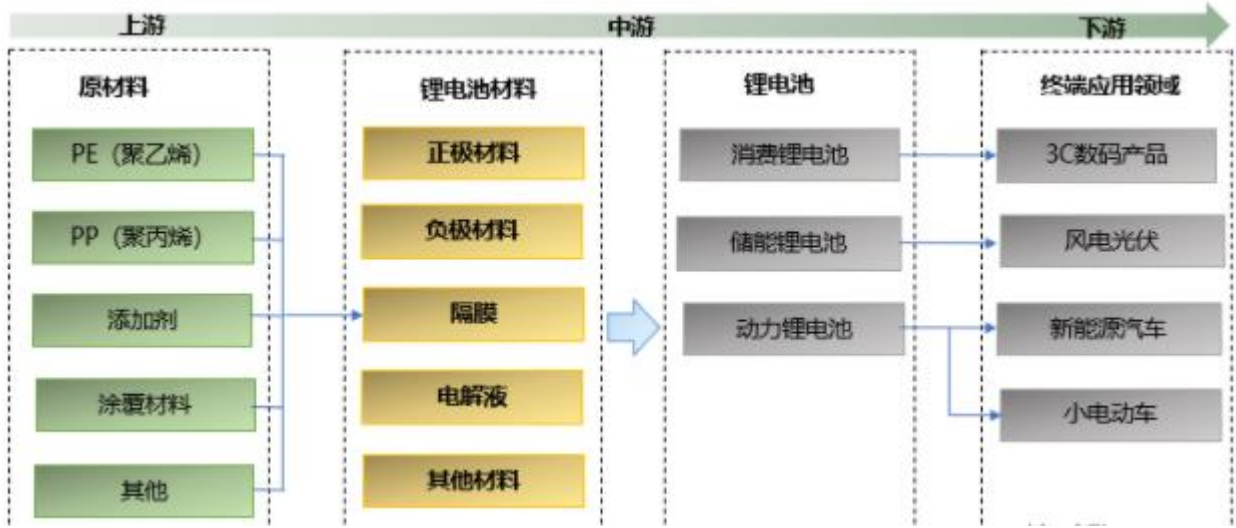 上游
中游
下游
原材料
PE（聚乙烯）
PP（聚丙烯）
添加剂
涂覆材料
其他
锂电池材料
正极材料
负极材料
隔膜
电解液
其他材料
锂电池
消费锂电池
储能锂电池
动力锂电池
终端应用领域
3C数码产品
风电光伏
新能源汽车
小电动车